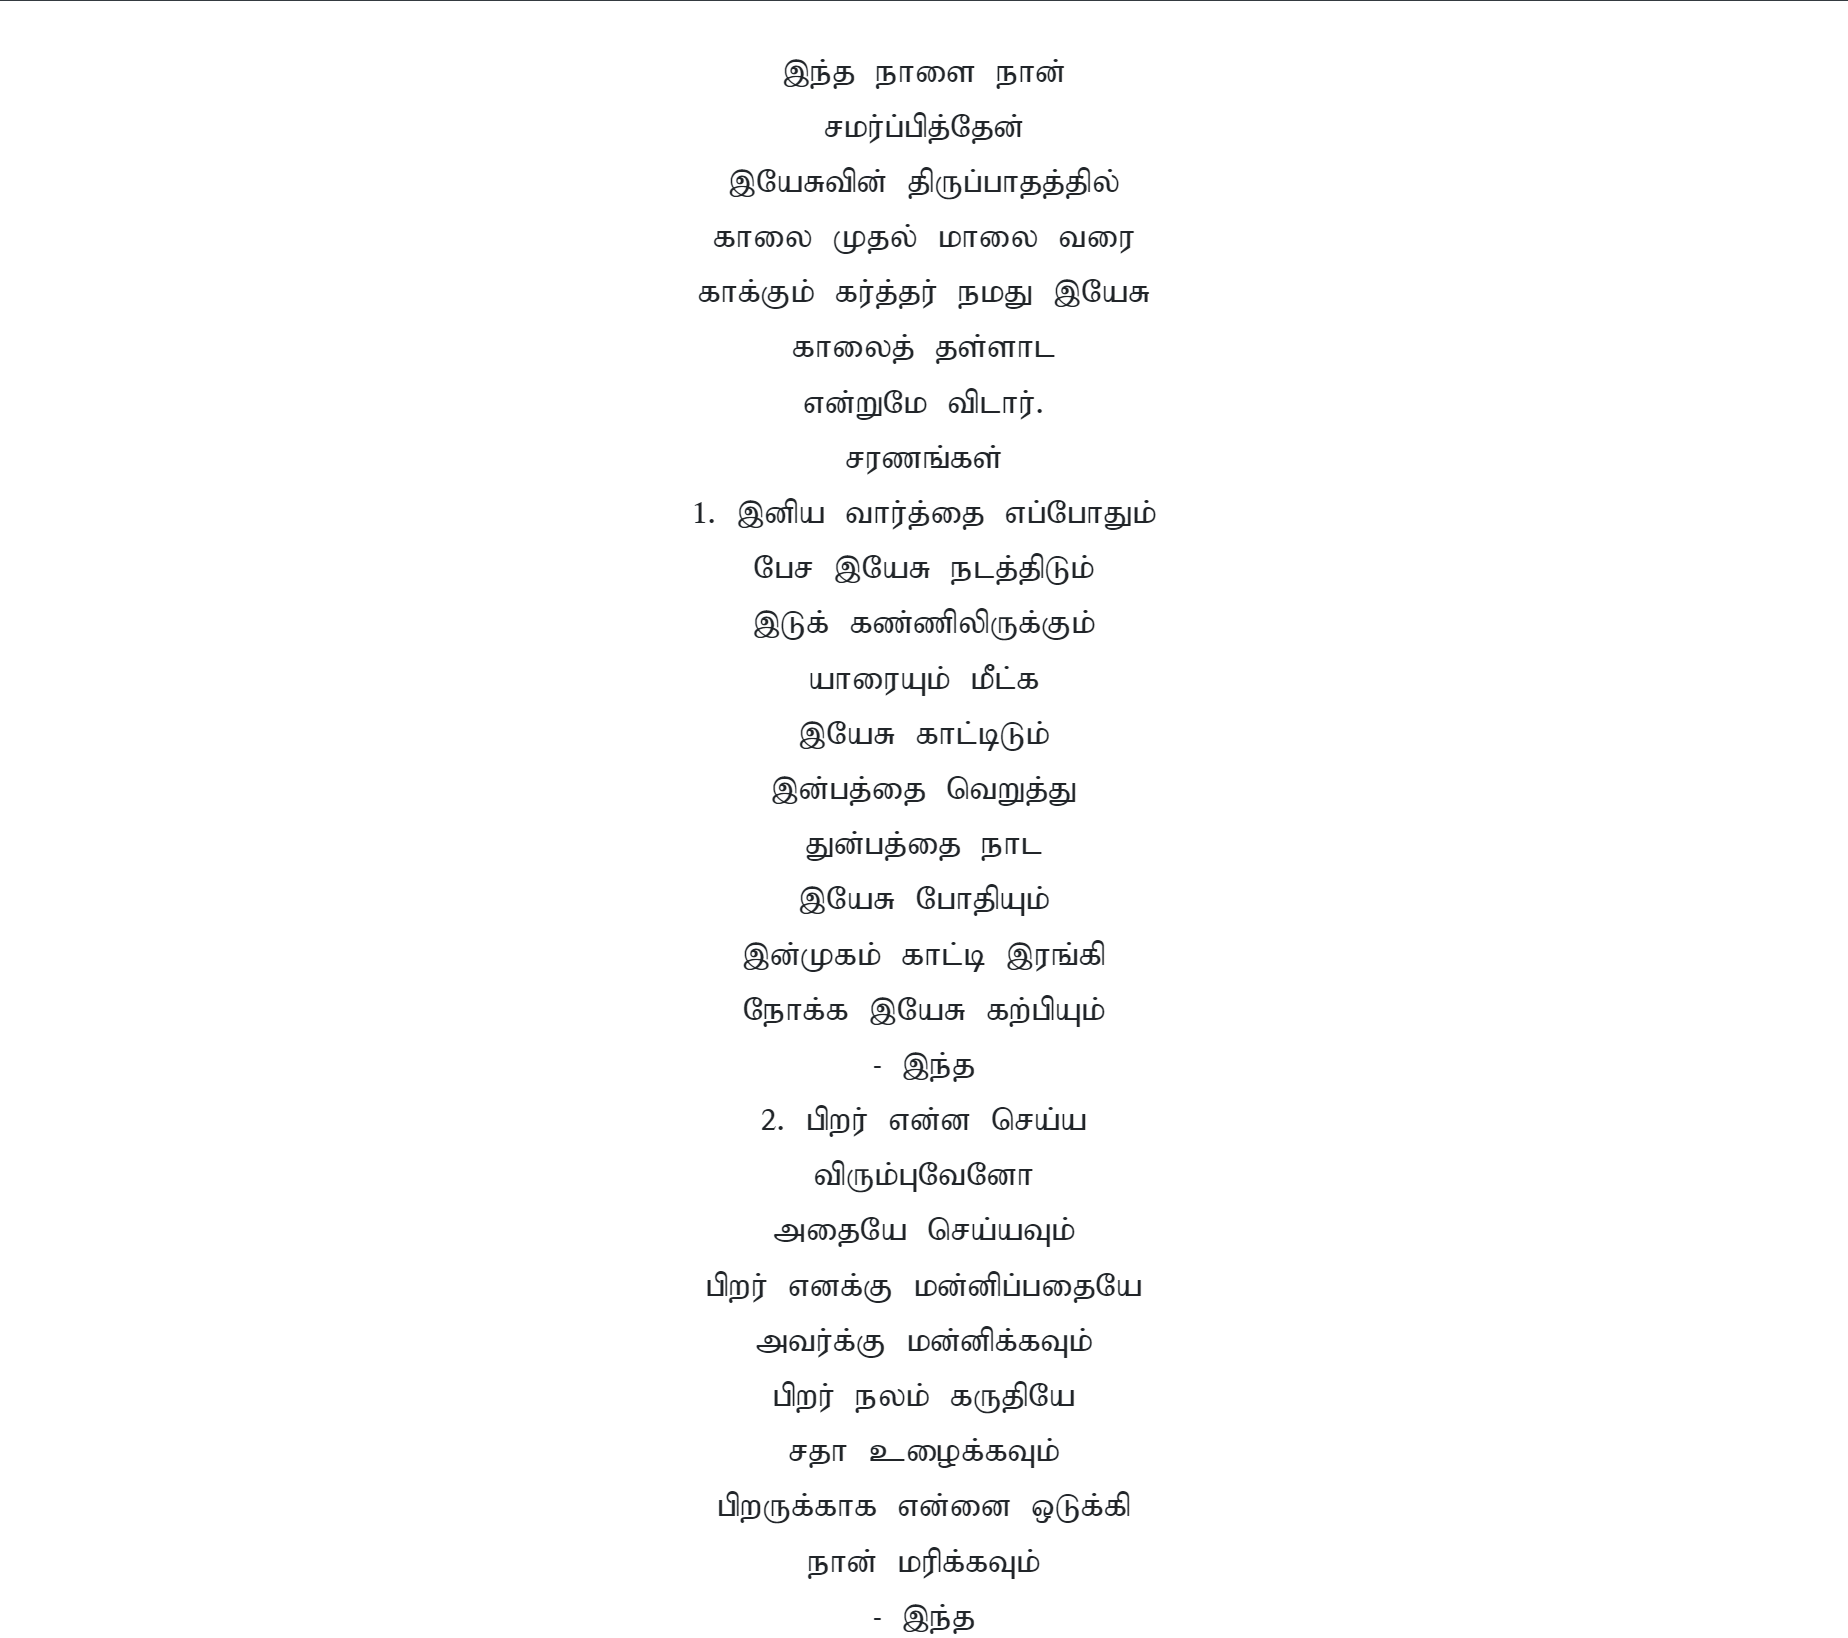 இந்த நாளை நான்
சமர்ப்பித்தேன்
இயேசுவின் திருப்பாதத்தில்
காலை முதல் மாலை வரை
காக்கும் கர்த்தர் நமது இயேசு
காலைத் தள்ளாட
என்றுமே விடார்.
சரணங்கள்
1. இனிய வார்த்தை எப்போதும்
பேச இயேசு நடத்திடும்
இடுக் கண்ணிலிருக்கும்
யாரையும் மீட்க
இயேசு காட்டிடும்
இன்பத்தை வெறுத்து
துன்பத்தை நாட
இயேசு போதியும்
இன்முகம் காட்டி இரங்கி
நோக்க இயேசு கற்பியும்
- இந்த
2. பிறர் என்ன செய்ய
விரும்புவேனோ
அதையே செய்யவும்
பிறர் எனக்கு மன்னிப்பதையே
அவர்க்கு மன்னிக்கவும்
பிறர் நலம் கருதியே
சதா உழைக்கவும்
பிறருக்காக என்னை ஒடுக்கி
நான் மரிக்கவும்
- இந்த